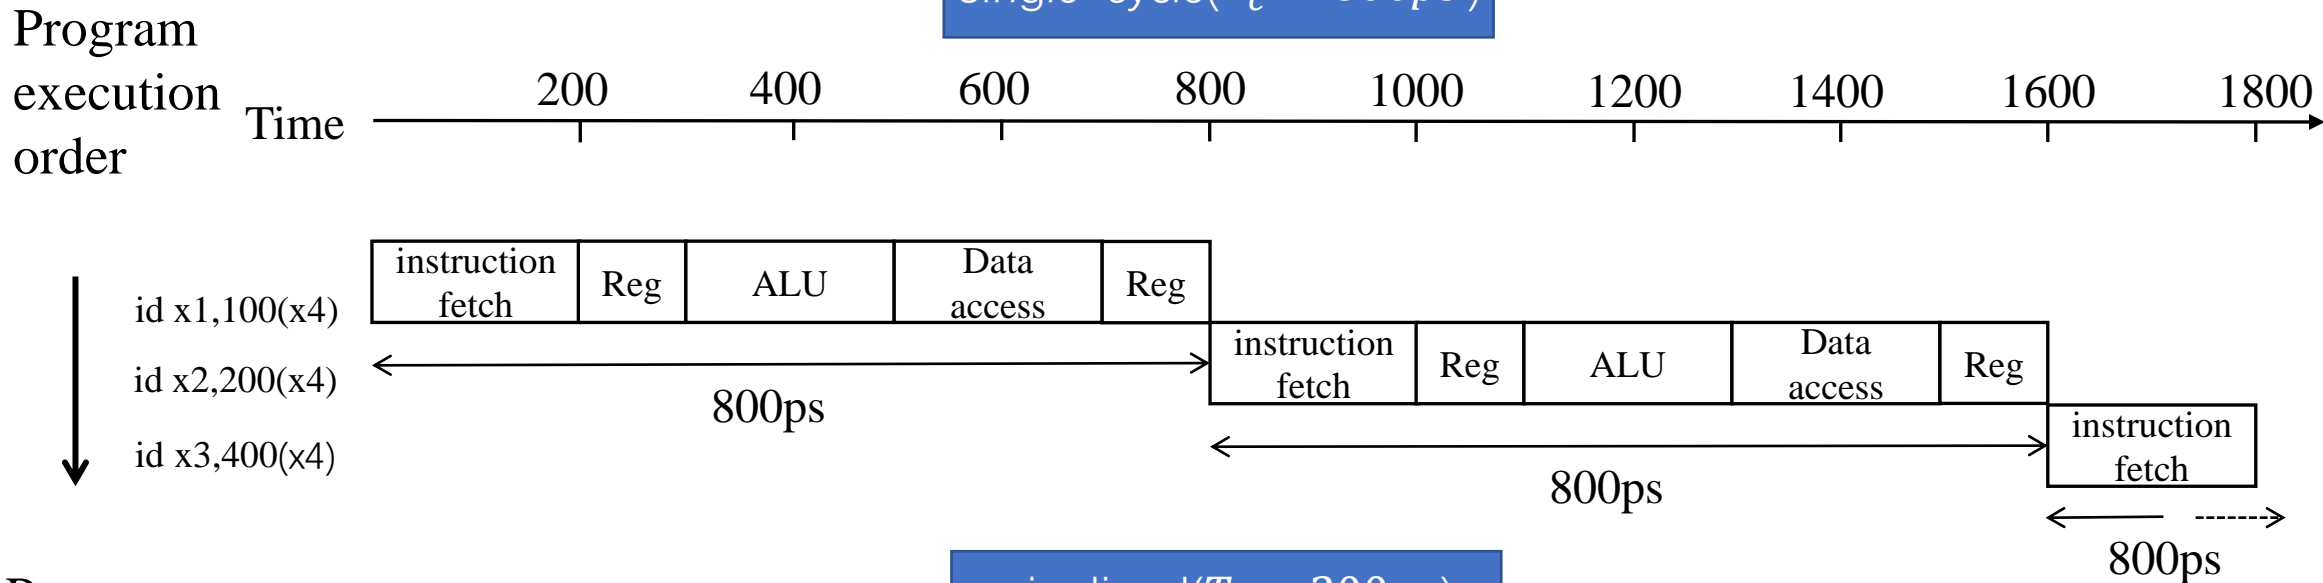 Program
execution
order
Time
200 400 600 800 1000 1200 1400 1600 1800
instruction
fetch
Reg
ALU
Data
access
Reg
id x1,100(x4)
800ps
instruction
fetch
Reg
ALU
Data
access
Reg
id x2,200(x4)
800ps
instruction
fetch
id x3,400(x4)
800ps